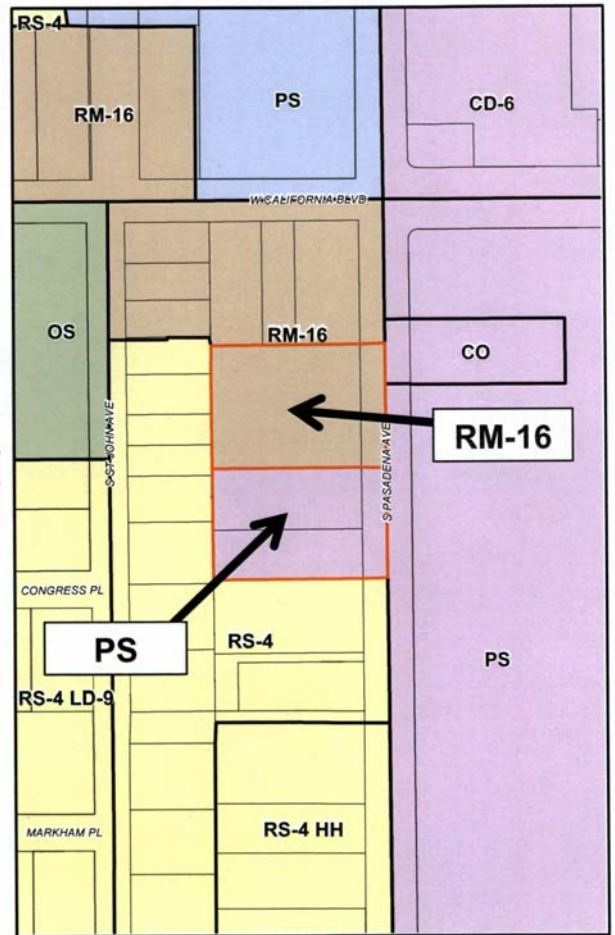 RS-4
RM-16
PS
CD-6
W CALIFORNIA BLVD
OS
RM-16
CO
S ST JOHN AVE
S PASADENA AVE
RM-16
CONGRESS PL
PS
RS-4
PS
RS-4 LD-9
MARKHAM PL
RS-4 HH